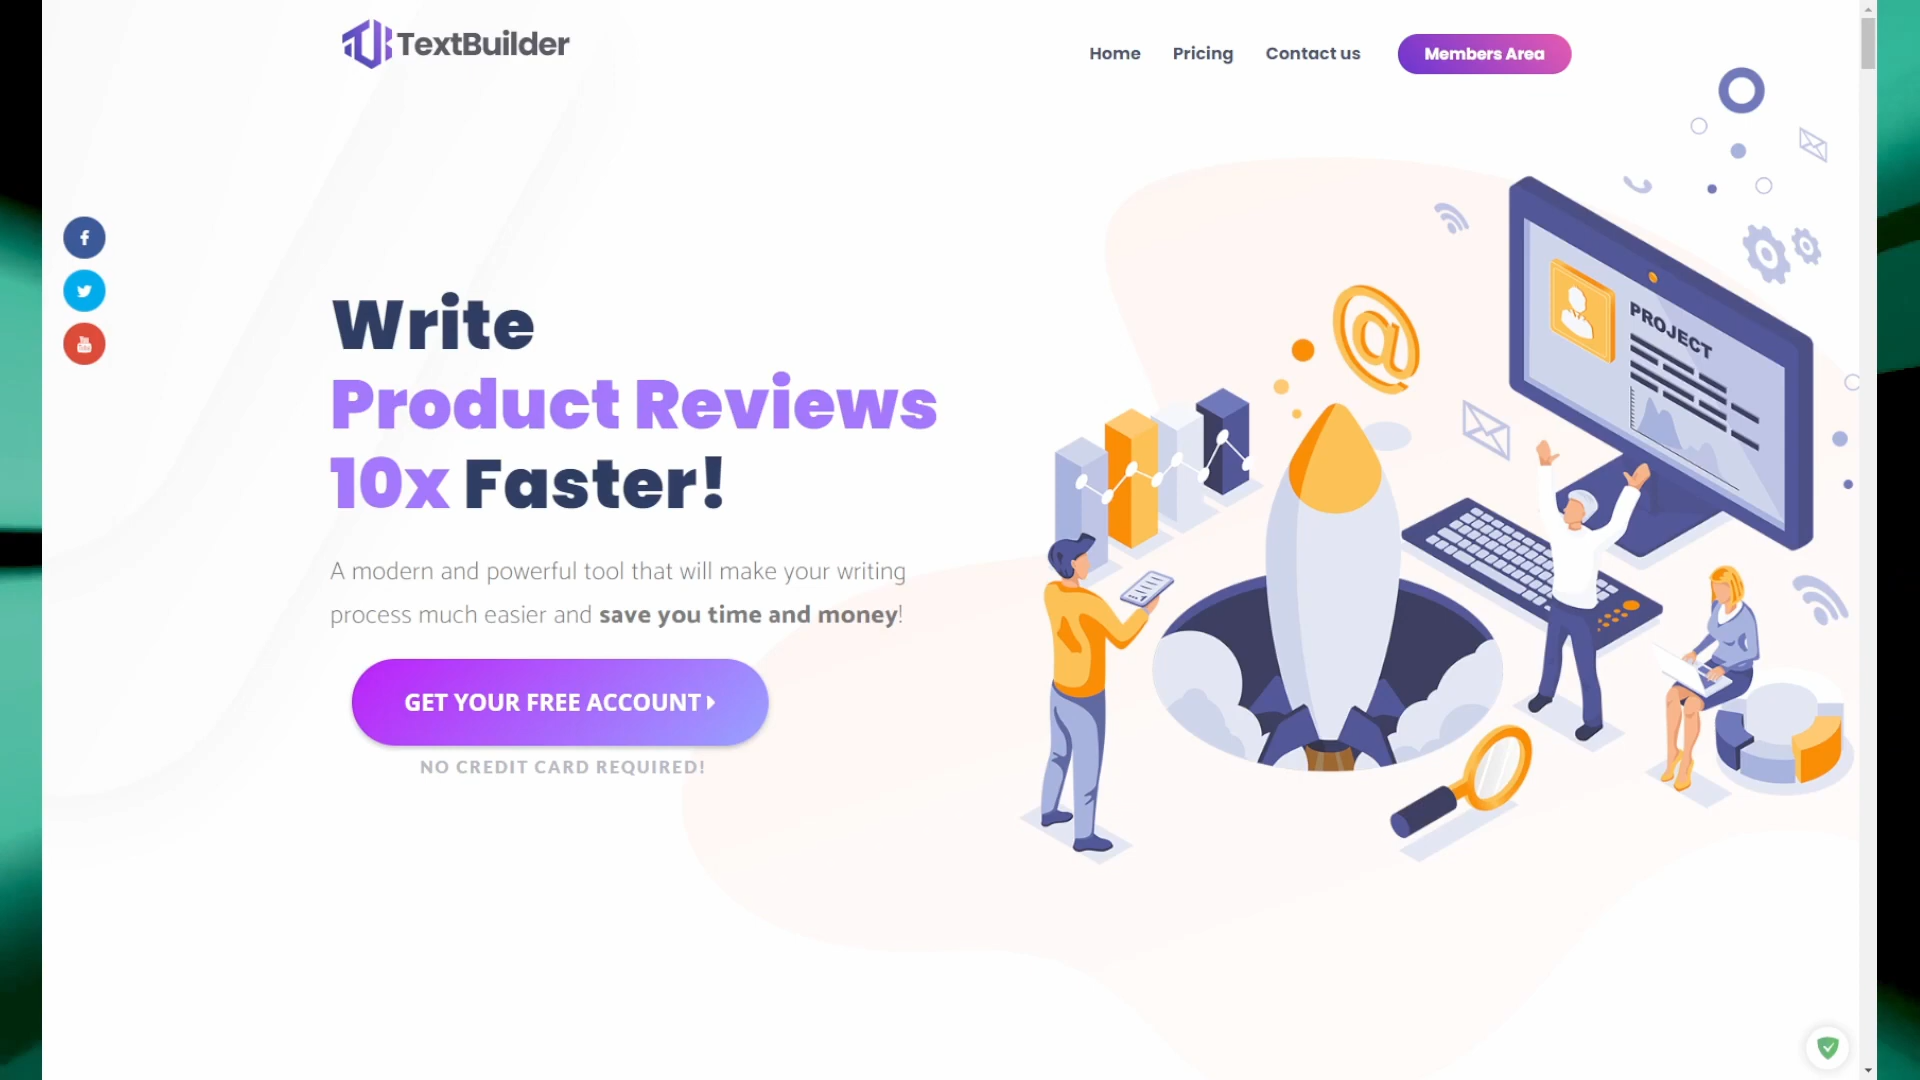 TextBuilder
Home Pricing Contact us Members Area
PROJECT
Write
Product Reviews
10x Faster!
A modern and powerful tool that will make your writing
process much easier and save you time and money!
GET YOUR FREE ACCOUNT
NO CREDIT CARD REQUIRED!